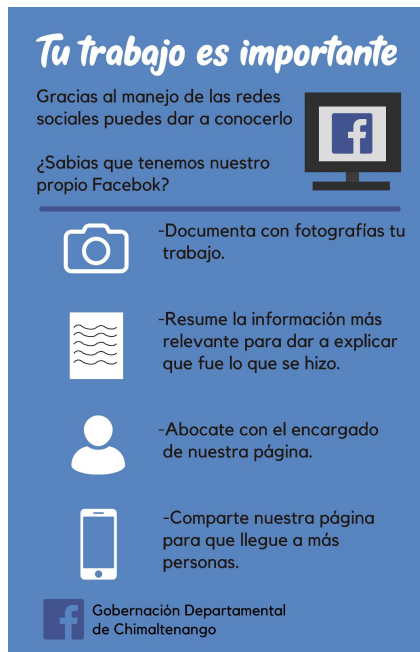 Tu trabajo es importante
Gracias al manejo de las redes
sociales puedes dar a conocerlo
¿Sabias que tenemos nuestro
propio Facebok?
-Documenta con fotografías tu
trabajo.
-Resume la información más
relevante para dar a explicar
que fue lo que se hizo.
-Abocate con el encargado
de nuestra página.
-Comparte nuestra página
para que llegue a más
personas.
Gobernación Departamental
de Chimaltenango